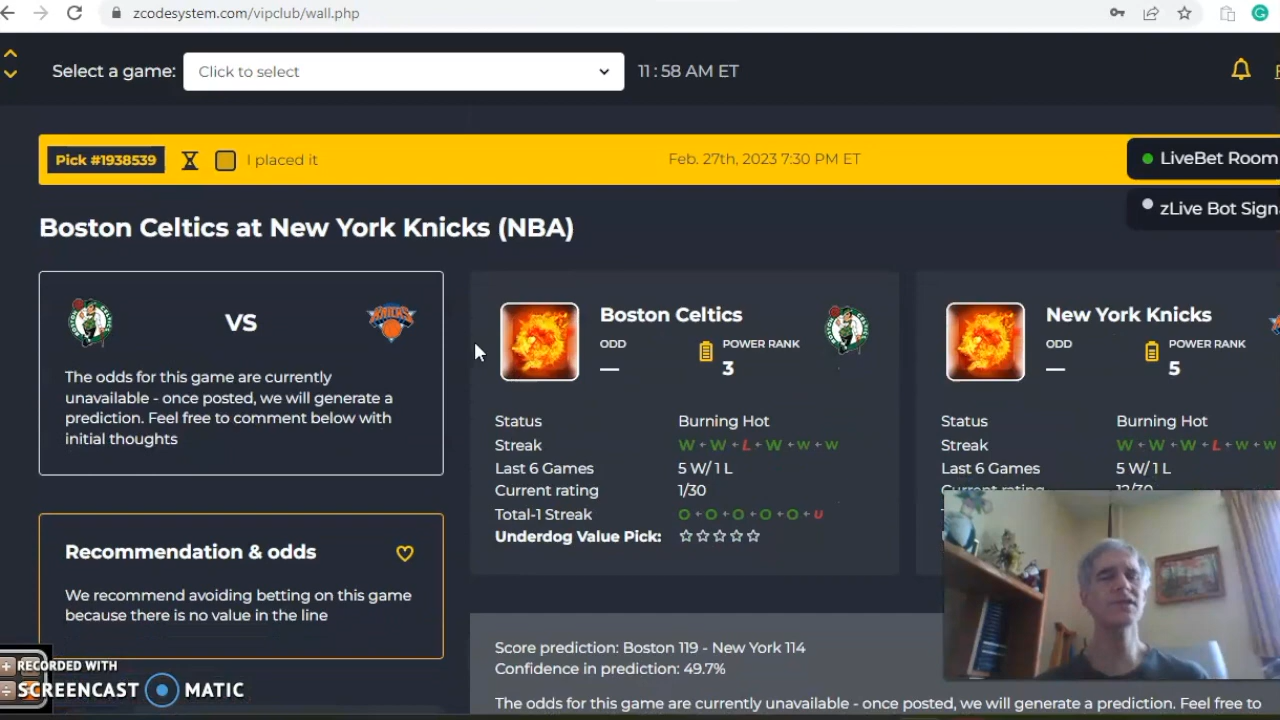 zcodesystem.com/vipclub/wall.php
Select a game:
Click to select
11 : 58 AM ET
Pick #1938539
I placed it
Feb. 27th, 2023 7:30 PM ET
LiveBet Room
zLive Bot Sign
Boston Celtics at New York Knicks (NBA)
VS
KNICKS
The odds for this game are currently
unavailable - once posted, we will generate a
prediction. Feel free to comment below with
initial thoughts
Recommendation & odds
We recommend avoiding betting on this game
because there is no value in the line
Boston Celtics
ODD
—
POWER RANK
3
Status Burning Hot
Streak W W L W W W
Last 6 Games 5 W/1 L
Current rating 1/30
Total-1 Streak O O O O O U
Underdog Value Pick:
New York Knicks
ODD
—
POWER RANK
5
Status Burning Hot
Streak W W W L W W
Last 6 Games 5 W/1 L
Current rating 12/30
Score prediction: Boston 119 - New York 114
Confidence in prediction: 49.7%
The odds for this game are currently unavailable - once posted, we will generate a prediction. Feel free to
RECORDED WITH
SCREENCAST MATIC